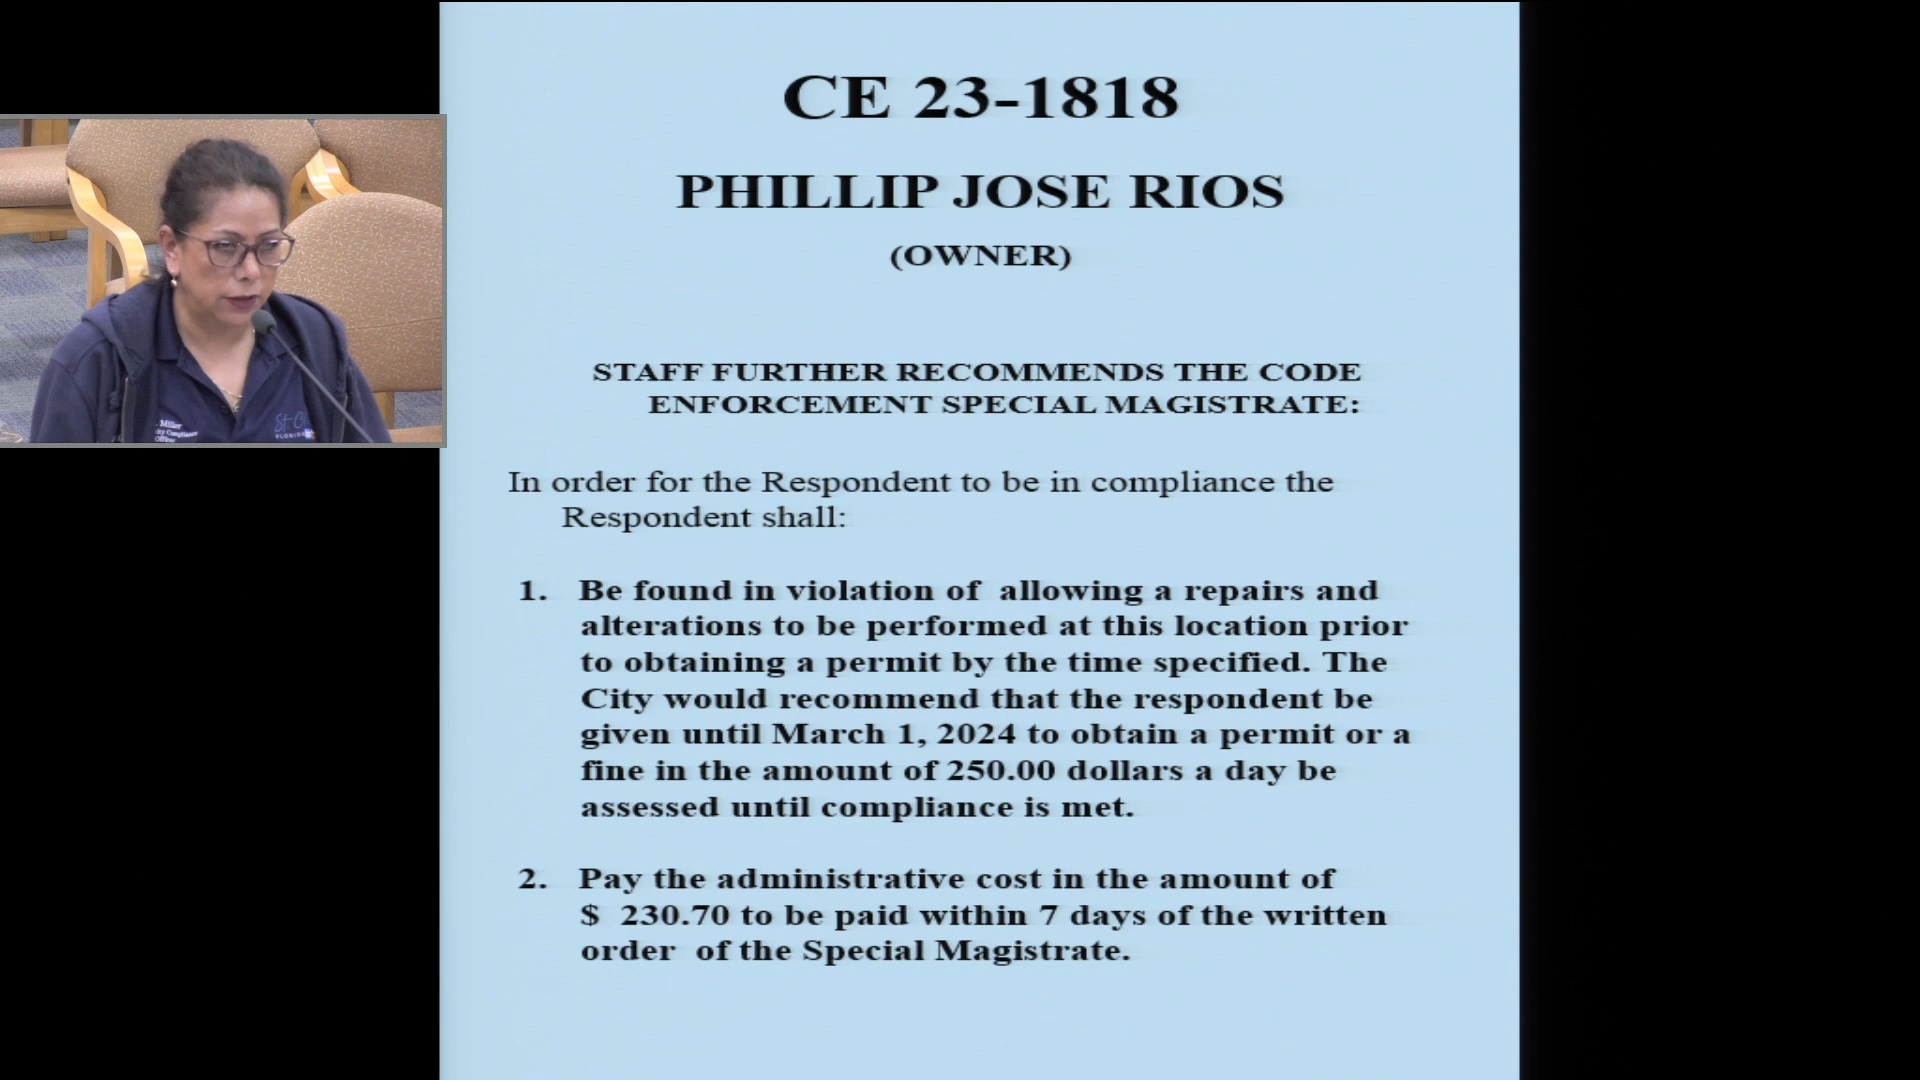 CE 23-1818
PHILLIP JOSE RIOS
(OWNER)
STAFF FURTHER RECOMMENDS THE CODE
ENFORCEMENT SPECIAL MAGISTRATE:
In order for the Respondent to be in compliance the
Respondent shall:
1. Be found in violation of allowing a repairs and
alterations to be performed at this location prior
to obtaining a permit by the time specified. The
City would recommend that the respondent be
given until March 1, 2024 to obtain a permit or a
fine in the amount of 250.00 dollars a day be
assessed until compliance is met.
2. Pay the administrative cost in the amount of
$ 230.70 to be paid within 7 days of the written
order of the Special Magistrate.
Miller
Compliance
Officer
St. C
FLORIDA